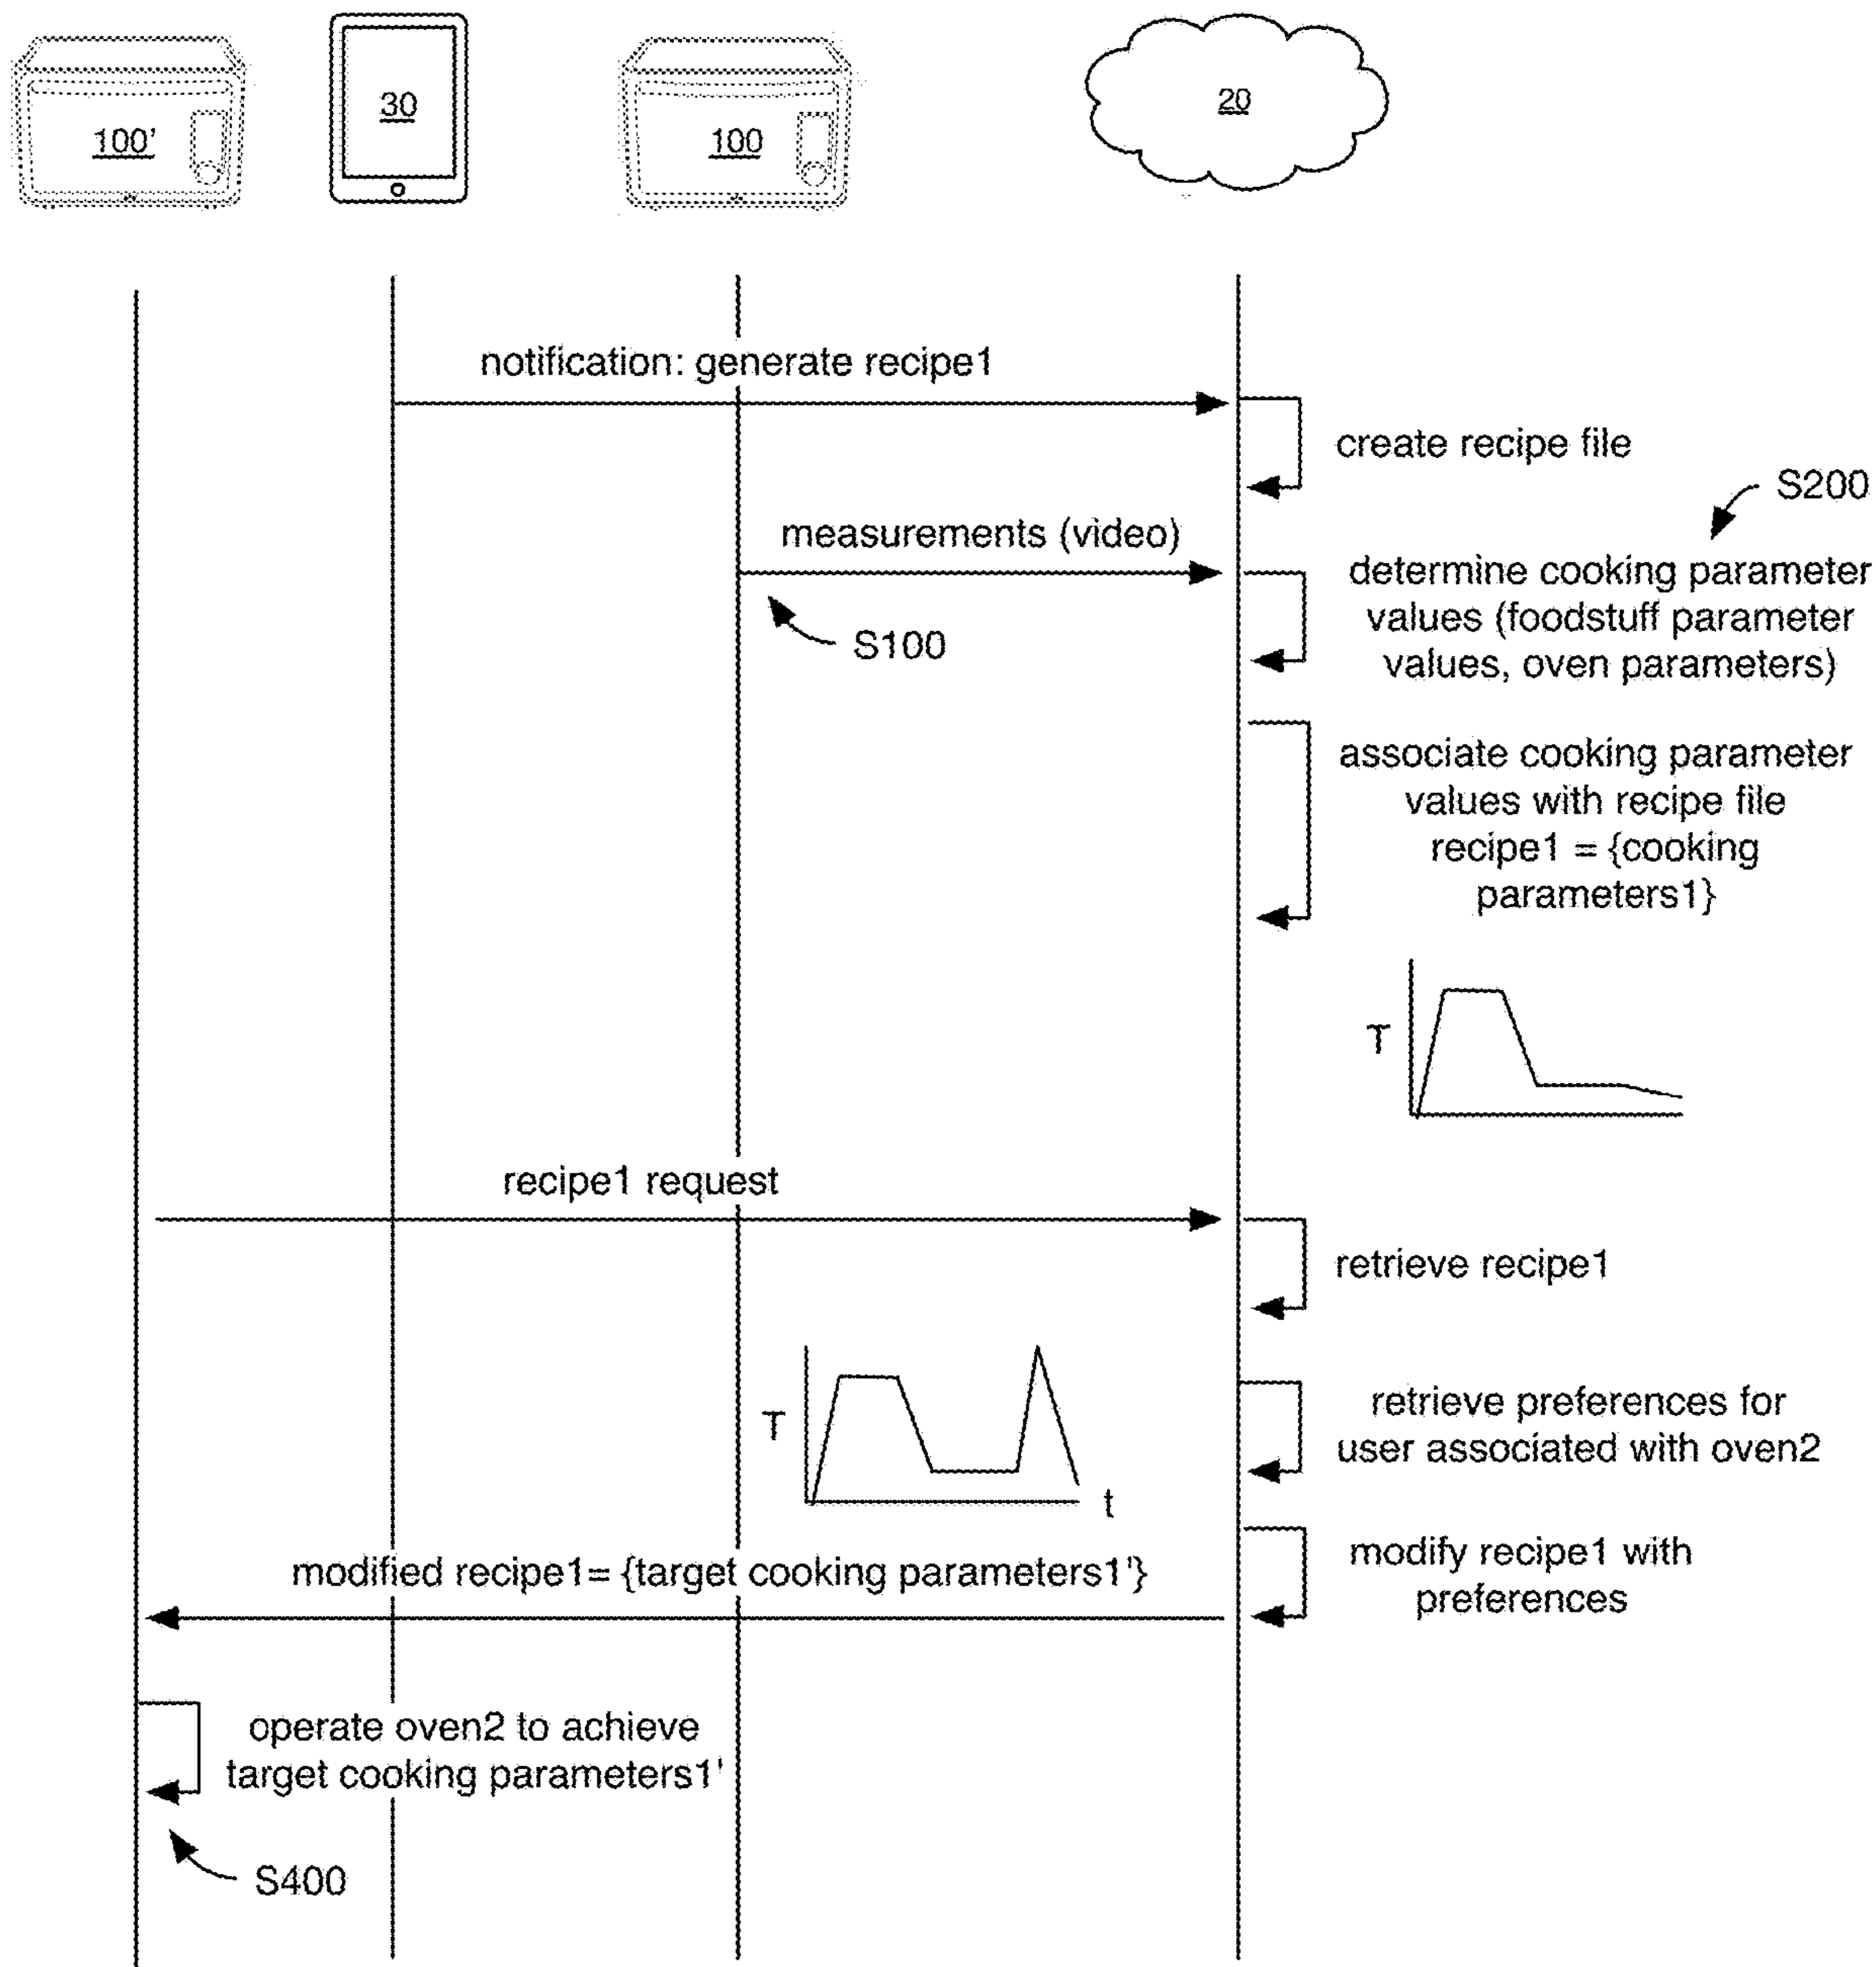 100'
30
100
20
notification: generate recipe1
create recipe file
S200
measurements (video)
determine cooking parameter
values (foodstuff parameter
values, oven parameters)
S100
associate cooking parameter
values with recipe file
recipe1 = {cooking
parameters1}
T
recipe1 request
retrieve recipe1
T
t
retrieve preferences for
user associated with oven2
modified recipe1= {target cooking parameters1'}
modify recipe1 with
preferences
operate oven2 to achieve
target cooking parameters1'
S400